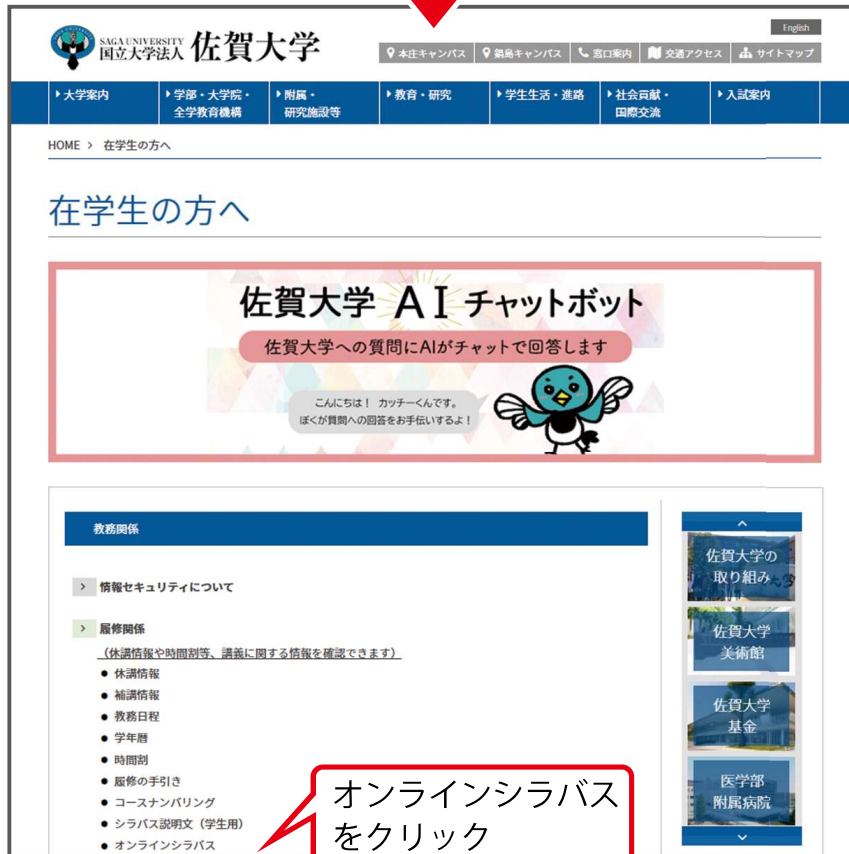 English
SAGA UNIVERSITY
国立大学法人 佐賀大学
本庄キャンパス
鍋島キャンパス
窓口案内
交通アクセス
サイトマップ
大学案内
学部・大学院・
全学教育機構
附属・
研究施設等
教育・研究
学生生活・進路
社会貢献・
国際交流
入試案内
HOME > 在学生の方へ
在学生の方へ
佐賀大学 AI チャットボット
佐賀大学への質問にAIがチャットで回答します
こんにちは! カッチーくんです。
ぼくが質問への回答をお手伝いするよ!
教務関係
> 情報セキュリティについて
> 履修関係
(休講情報や時間割等、講義に関する情報を確認できます)
● 休講情報
● 補講情報
● 教務日程
● 学年暦
● 時間割
● 履修の手引き
● コースナンバリング
● シラバス説明文(学生用)
● オンラインシラバス
オンラインシラバス
をクリック
佐賀大学の
取り組み
佐賀大学
美術館
佐賀大学
基金
医学部
附属病院